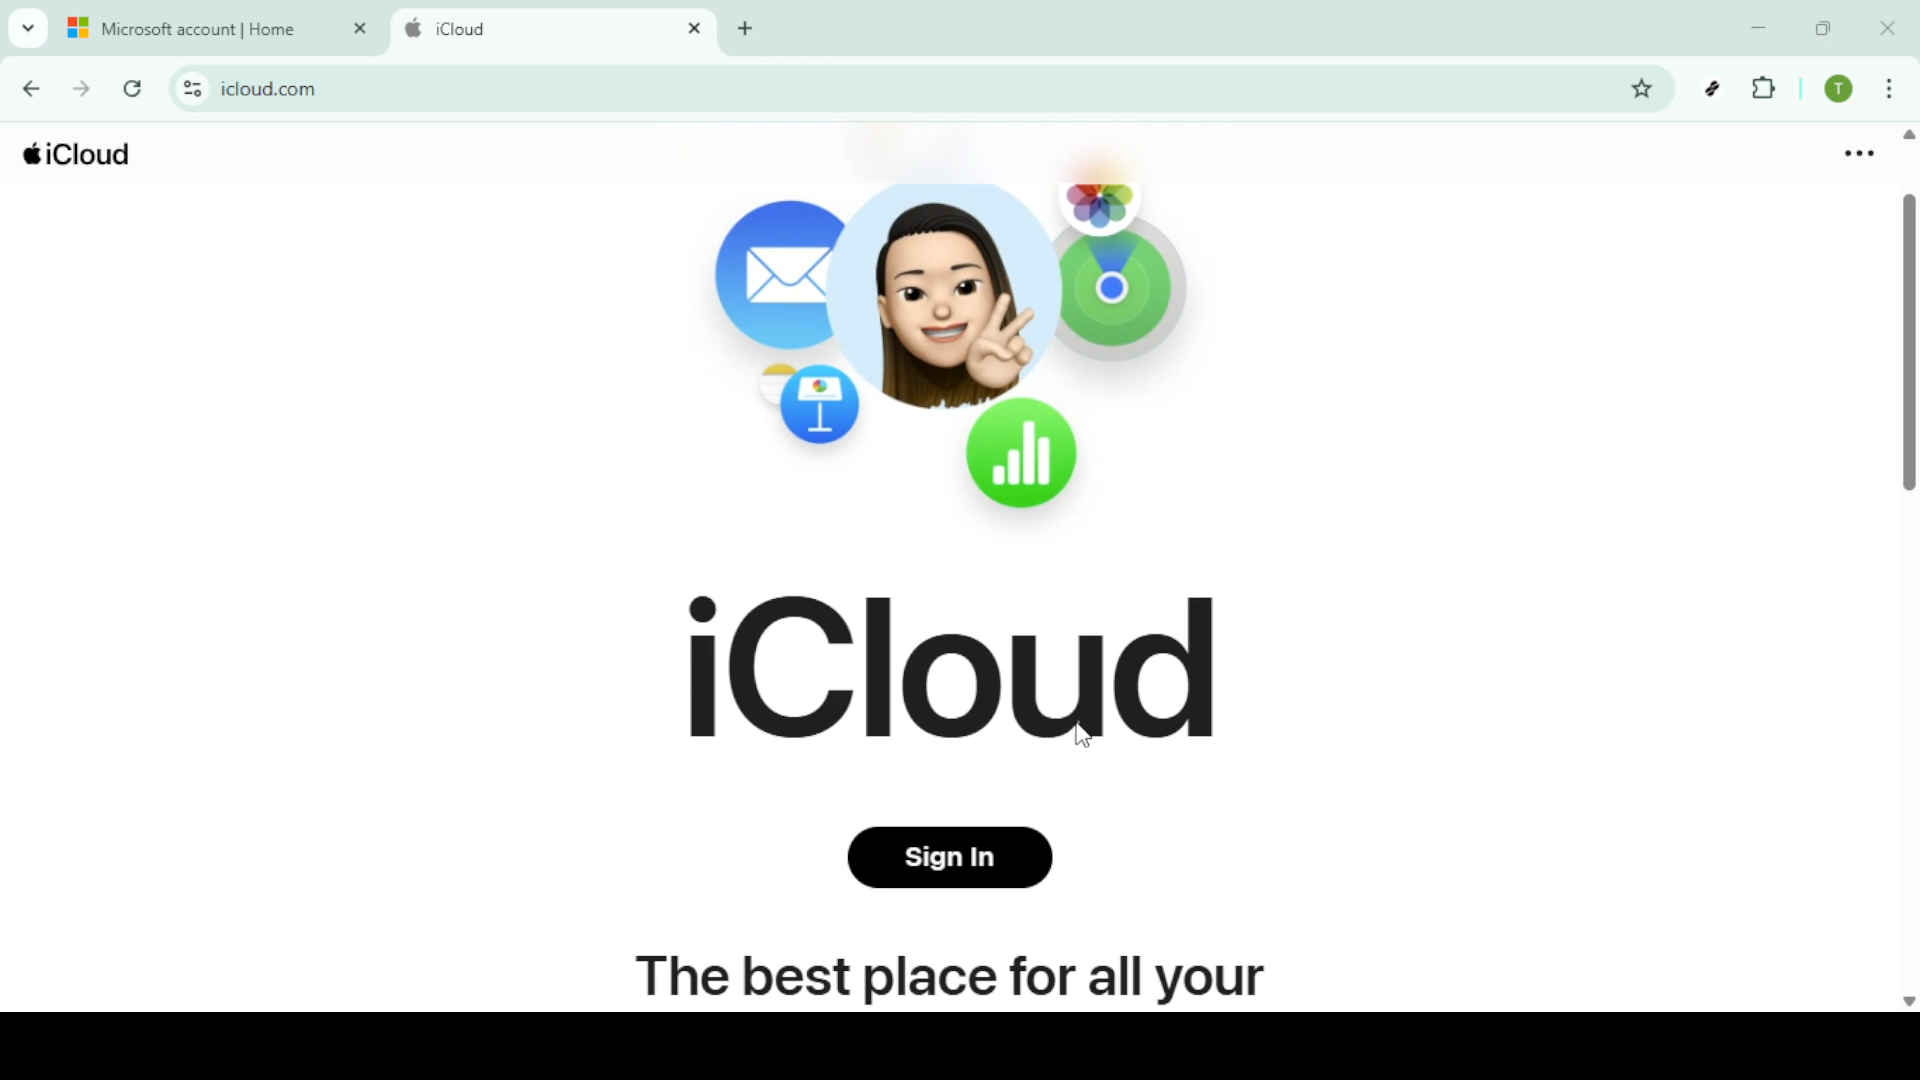 Microsoft account | Home
iCloud
icloud.com
T
iCloud
iCloud
Sign In
The best place for all your